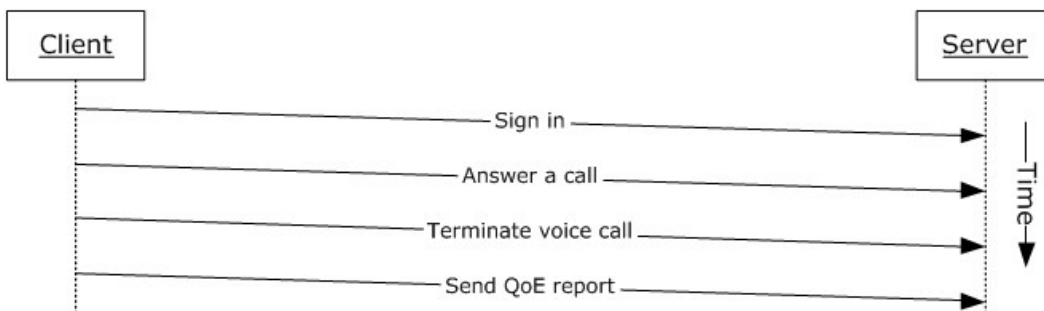 Client
Server
Sign in
Answer a call
Terminate voice call
Send QoE report
Time